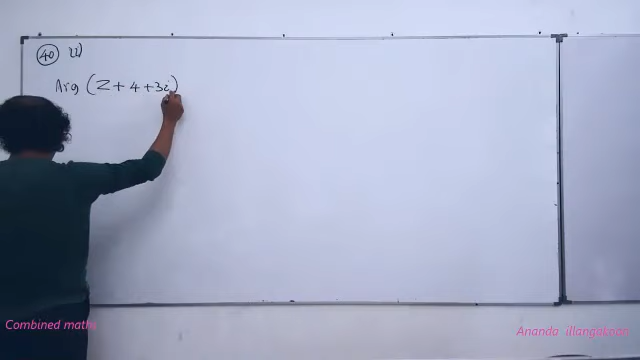 40 ii)
Arg (Z + 4 + 3i)
Combined maths
Ananda illangakoon